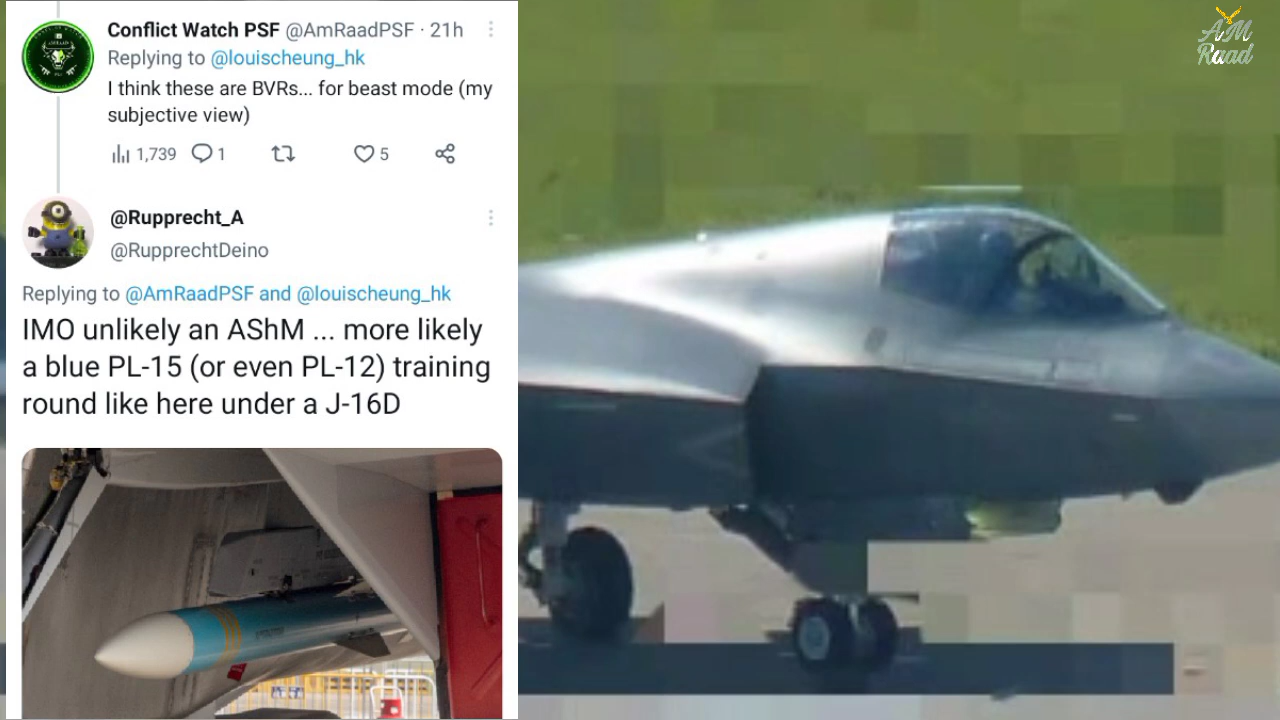 Conflict Watch PSF @AmRaadPSF · 21h
Replying to @louischeung_hk
I think these are BVRs... for beast mode (my
subjective view)
1,739 1 5
@Rupprecht_A
@RupprechtDeino
Replying to @AmRaadPSF and @louischeung_hk
IMO unlikely an AShM ... more likely
a blue PL-15 (or even PL-12) training
round like here under a J-16D
AM
Raad